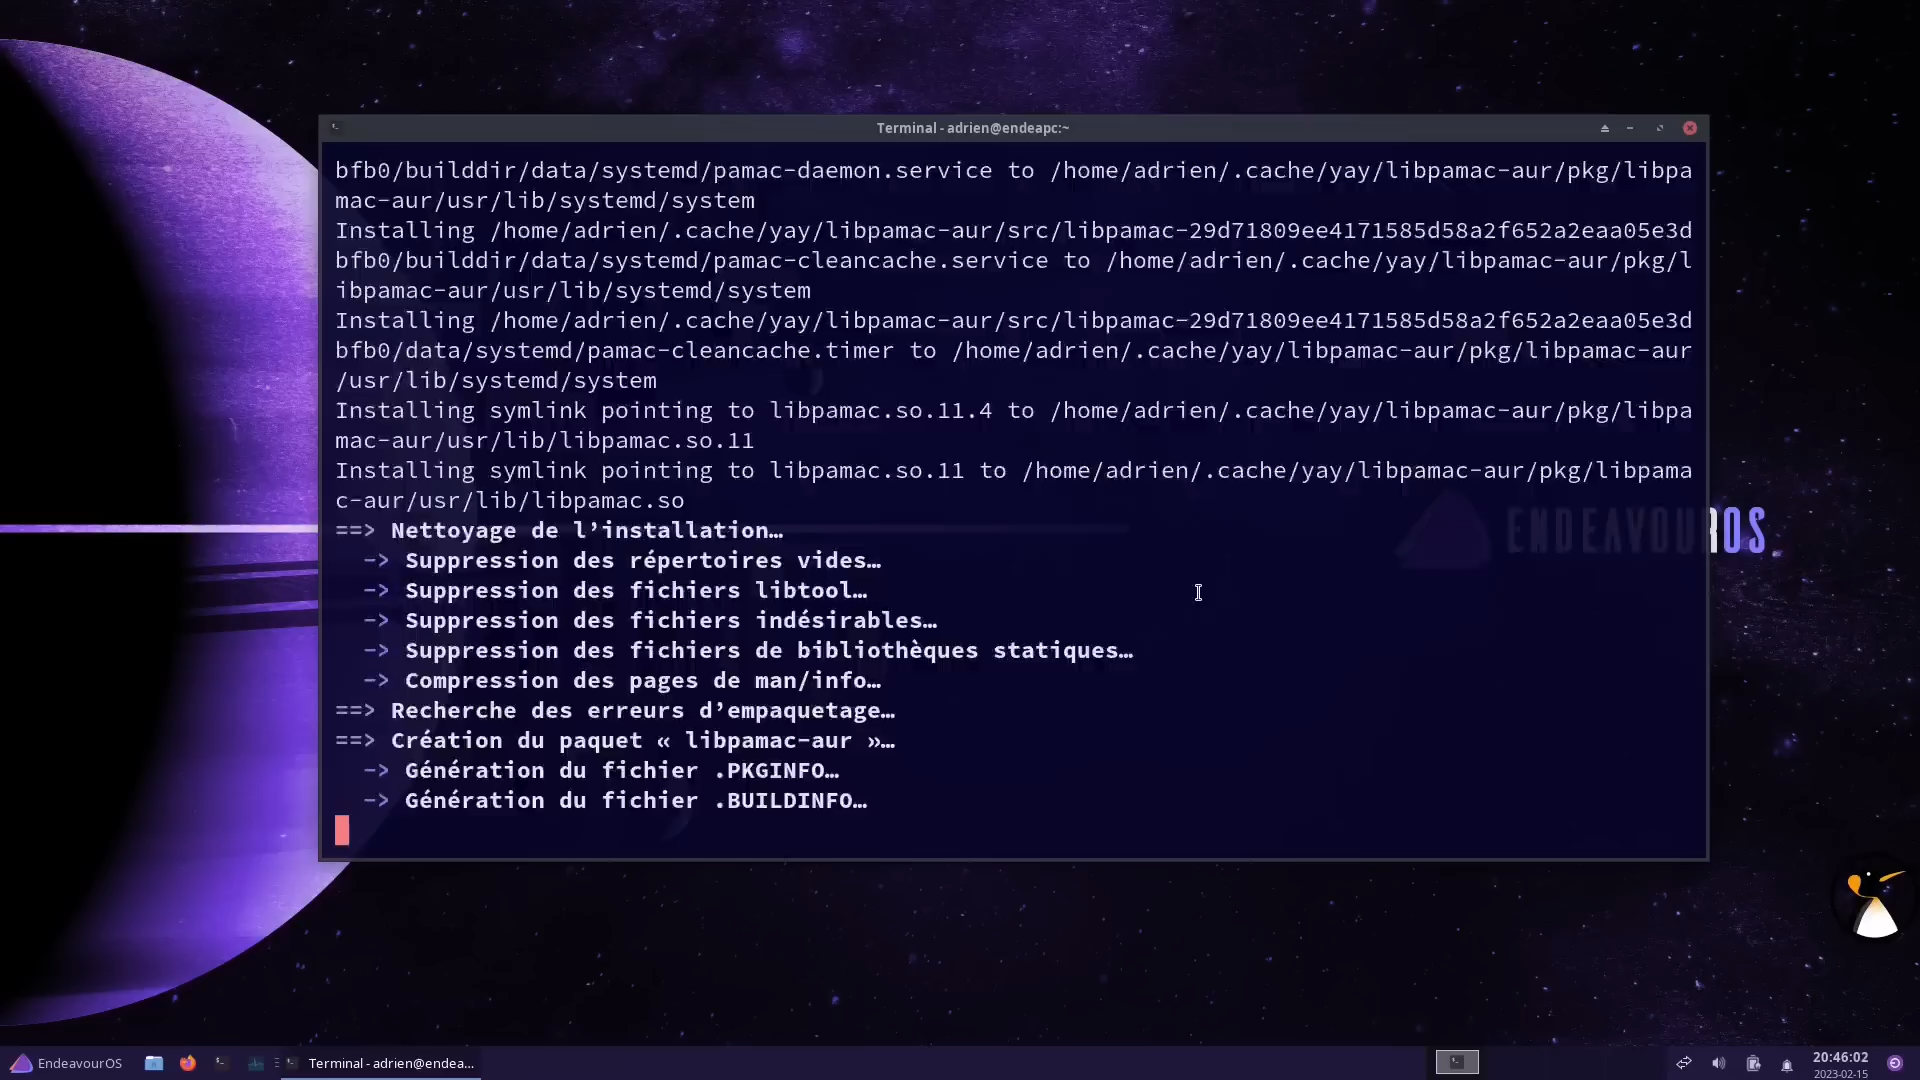 Terminal - adrien@endeapc:~
bfb0/builddir/data/systemd/pamac-daemon.service to /home/adrien/.cache/yay/libpamac-aur/pkg/libpa
mac-aur/usr/lib/systemd/system
Installing /home/adrien/.cache/yay/libpamac-aur/src/libpamac-29d71809ee4171585d58a2f652a2eaa05e3d
bfb0/builddir/data/systemd/pamac-cleancache.service to /home/adrien/.cache/yay/libpamac-aur/pkg/l
ibpamac-aur/usr/lib/systemd/system
Installing /home/adrien/.cache/yay/libpamac-aur/src/libpamac-29d71809ee4171585d58a2f652a2eaa05e3d
bfb0/data/systemd/pamac-cleancache.timer to /home/adrien/.cache/yay/libpamac-aur/pkg/libpamac-aur
/usr/lib/systemd/system
Installing symlink pointing to libpamac.so.11.4 to /home/adrien/.cache/yay/libpamac-aur/pkg/libpa
mac-aur/usr/lib/libpamac.so.11
Installing symlink pointing to libpamac.so.11 to /home/adrien/.cache/yay/libpamac-aur/pkg/libpama
c-aur/usr/lib/libpamac.so
==> Nettoyage de l’installation…
-> Suppression des répertoires vides…
-> Suppression des fichiers libtool…
-> Suppression des fichiers indésirables…
-> Suppression des fichiers de bibliothèques statiques…
-> Compression des pages de man/info…
==> Recherche des erreurs d’empaquetage…
==> Création du paquet « libpamac-aur »…
-> Génération du fichier .PKGINFO…
-> Génération du fichier .BUILDINFO…
ENDEAVOUROS
EndeavourOS
Terminal - adrien@endea...
20:46:02
2023-02-15